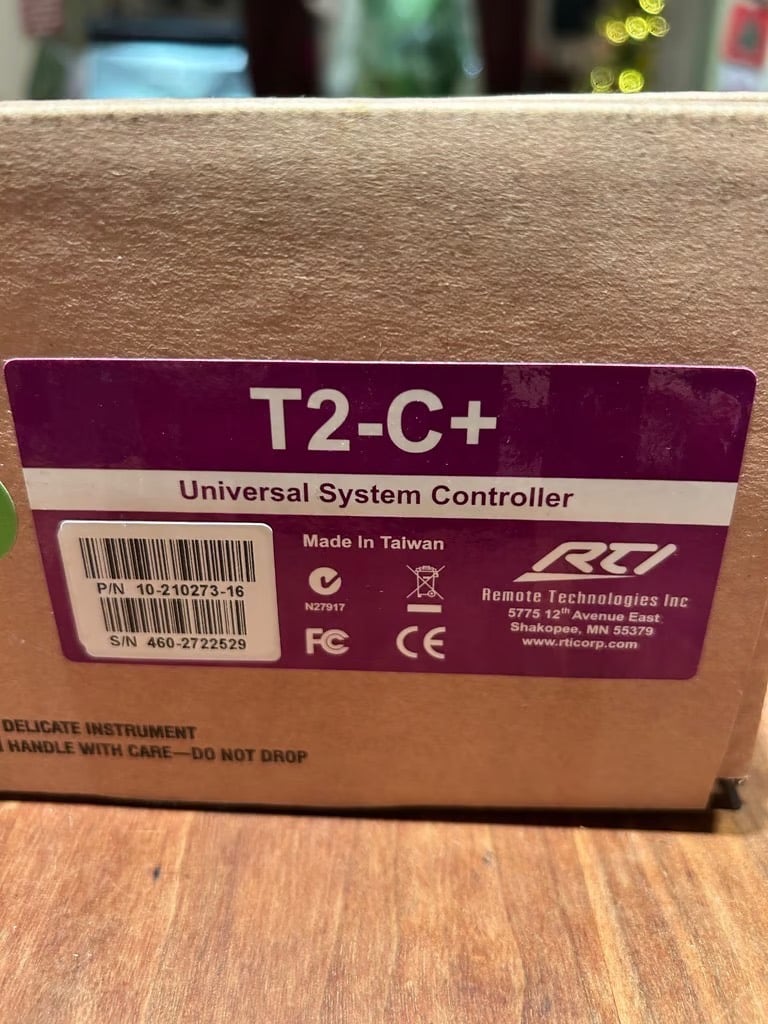 T2-C+
Universal System Controller
P/N 10-210273-16
S/N 460-2722529
Made In Taiwan
N27917
FC
CE
RTI
Remote Technologies Inc
5775 12th Avenue East
Shakopee, MN 55379
www.rticorp.com
DELICATE INSTRUMENT
HANDLE WITH CARE—DO NOT DROP